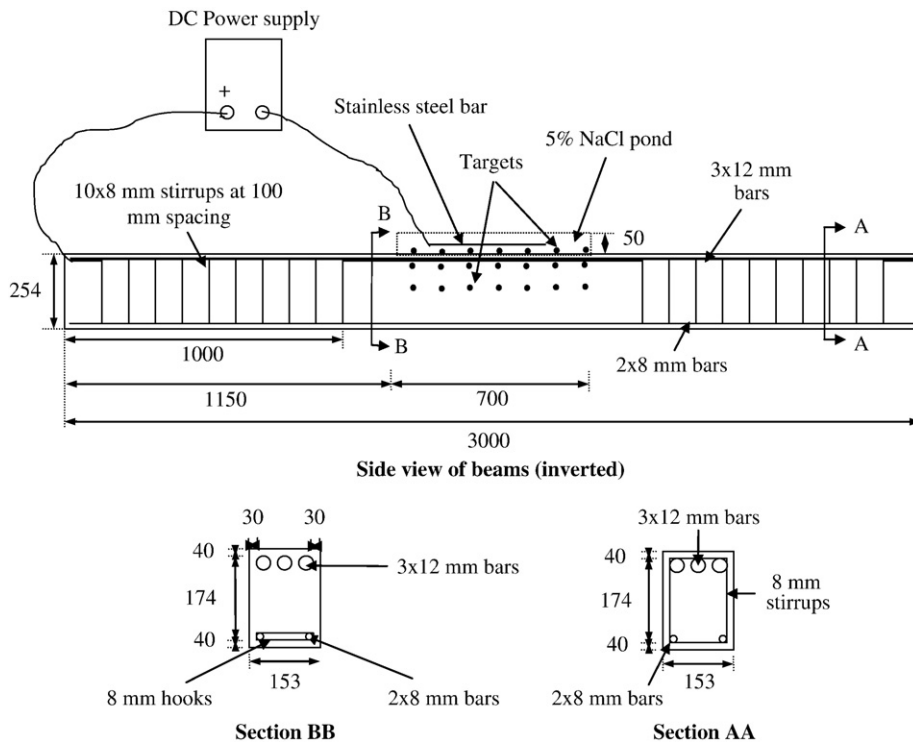 DC Power supply
+
Stainless steel bar
5% NaCl pond
Targets
3x12 mm
bars
10x8 mm stirrups at 100
mm spacing
B
A
50
254
B
A
1000
2x8 mm bars
1150
700
3000
Side view of beams (inverted)
30
30
40
3x12 mm bars
174
40
153
8 mm hooks
2x8 mm bars
Section BB
3x12 mm bars
40
8 mm
stirrups
174
40
153
2x8 mm bars
Section AA